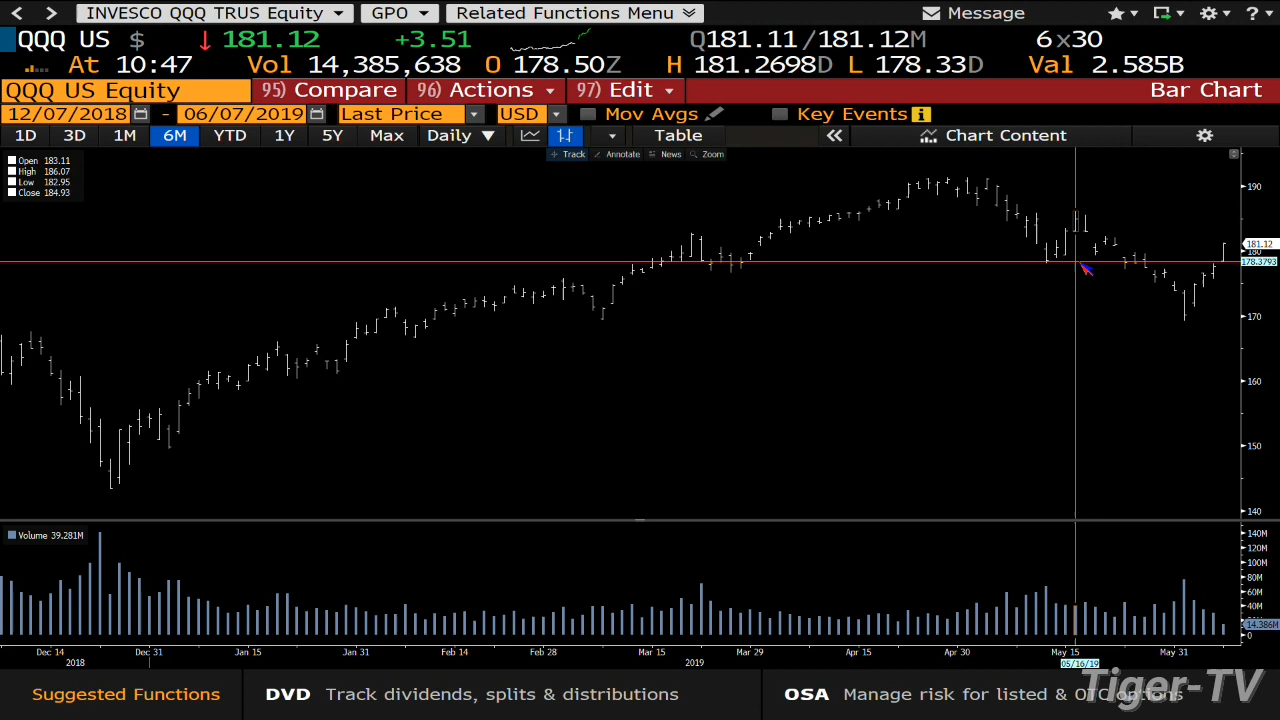 INVESCO QQQ TRUS Equity GPO Related Functions Menu Message ?
QQQ US $ ↓ 181.12 +3.51 Q181.11/181.12M 6x30
At 10:47 Vol 14,385,638 O 178.50Z H 181.2698D L 178.33D Val 2.585B
QQQ US Equity 95) Compare 96) Actions 97) Edit Bar Chart
12/07/2018 - 06/07/2019 Last Price USD Mov Avgs Key Events i
1D 3D 1M 6M YTD 1Y 5Y Max Daily ▼ Table « Chart Content
Track Annotate News Zoom
Open 183.11
High 186.07
Low 182.95
Close 184.93
190
181.12
180
178.3793
170
160
150
140
Volume 39.281M
140M
120M
100M
80M
60M
40M
14.386M
0
Dec 14 Dec 31 Jan 15 Jan 31 Feb 14 Feb 28 Mar 15 Mar 29 Apr 15 Apr 30 May 15 May 31
2018 2019 05/16/19
Suggested Functions DVD Track dividends, splits & distributions OSA Manage risk for listed & OTC options
Tiger-TV